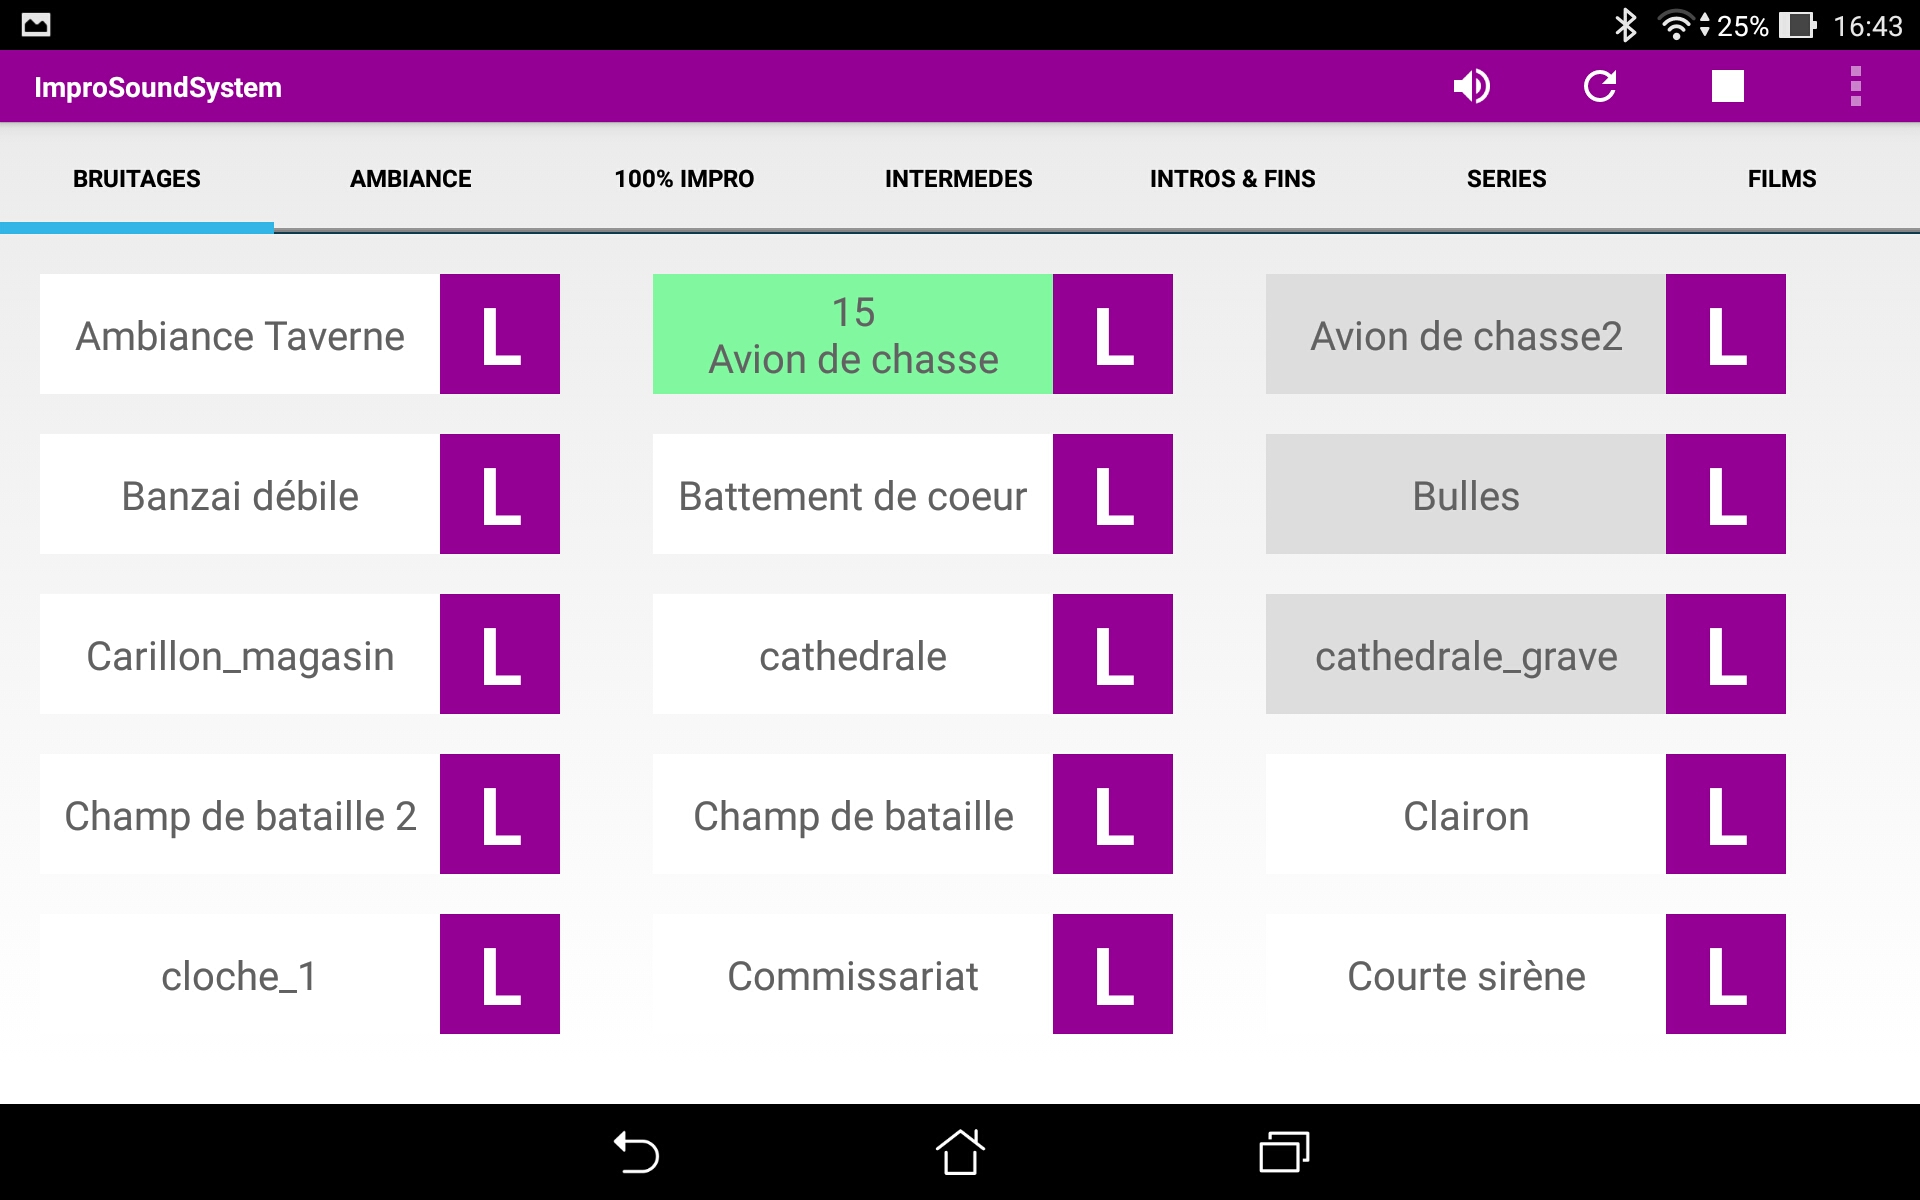 25% 16:43
ImproSoundSystem
BRUITAGES AMBIANCE 100% IMPRO INTERMEDES INTROS & FINS SERIES FILMS
Ambiance Taverne L
15
Avion de chasse L
Avion de chasse2 L
Banzai débile L
Battement de coeur L
Bulles L
Carillon_magasin L
cathedrale L
cathedrale_grave L
Champ de bataille 2 L
Champ de bataille L
Clairon L
cloche_1 L
Commissariat L
Courte sirène L